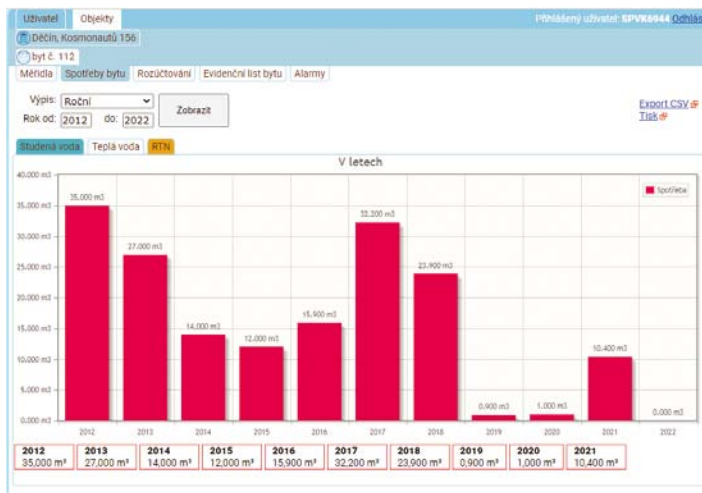 Uživatel Objekty Přihlášený uživatel: SPVK6944 Odhlás
Děčín, Kosmonautů 156
byt č. 112
Měřidla Spotřeby bytu Rozúčtování Evidenční list bytu Alarmy
Výpis: Roční Zobrazit
Rok od: 2012 do: 2022
Export CSV
Tisk
Studená voda Teplá voda RTN
V letech
40.000 m3
35.000 m3
30.000 m3
25.000 m3
20.000 m3
15.000 m3
10.000 m3
5.000 m3
0.000 m3
Spotřeba
35.000 m3
27.000 m3
14.000 m3
12.000 m3
15.900 m3
32.200 m3
23.900 m3
0.900 m3
1.000 m3
10.400 m3
0.000 m3
2012 2013 2014 2015 2016 2017 2018 2019 2020 2021 2022
2012 2013 2014 2015 2016 2017 2018 2019 2020 2021
35,000 m³ 27,000 m³ 14,000 m³ 12,000 m³ 15,900 m³ 32,200 m³ 23,900 m³ 0,900 m³ 1,000 m³ 10,400 m³